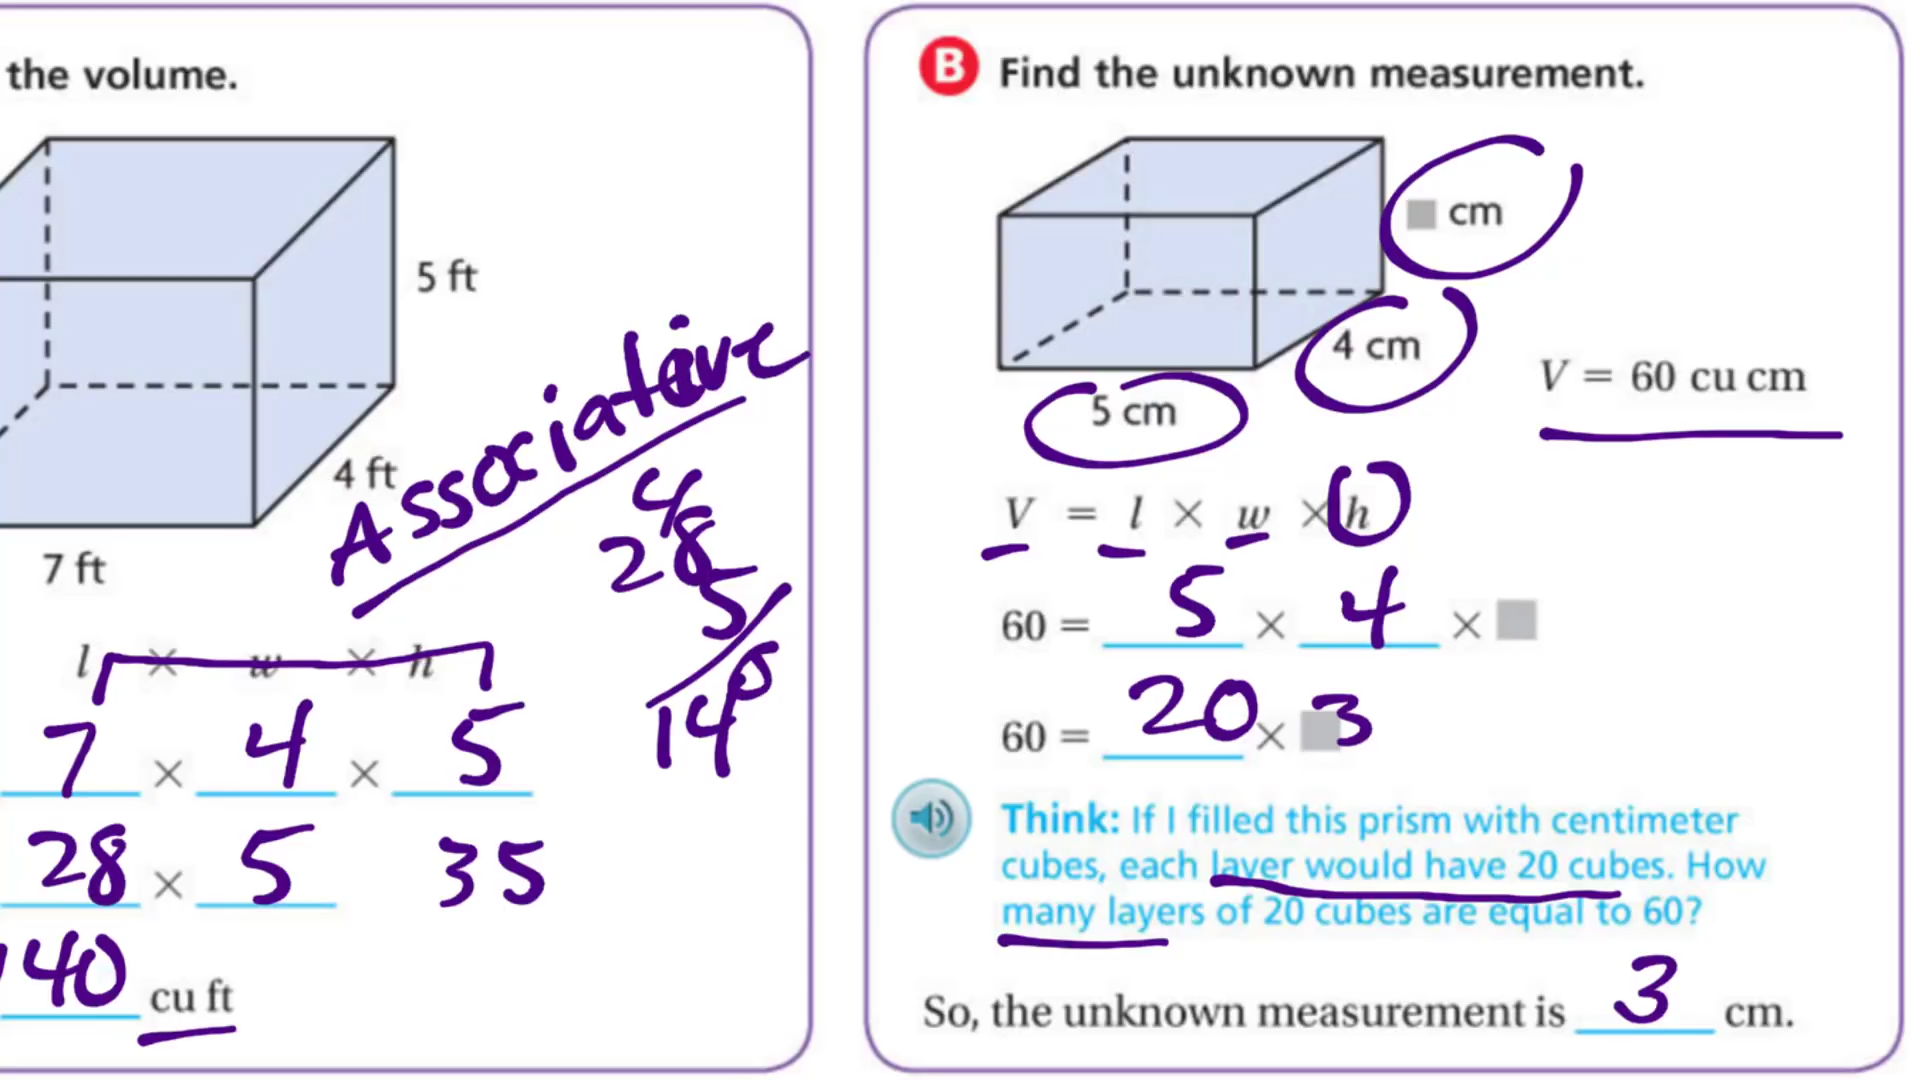 the volume.
5 ft
4 ft
7 ft
Associative
4
28
5
140
l × w × h
7 × 4 × 5
28 × 5 35
140 cu ft
B Find the unknown measurement.
cm
4 cm
5 cm
V = 60 cu cm
V = l × w × h
60 = 5 × 4 ×
60 = 20 × 3
Think: If I filled this prism with centimeter
cubes, each layer would have 20 cubes. How
many layers of 20 cubes are equal to 60?
So, the unknown measurement is 3 cm.